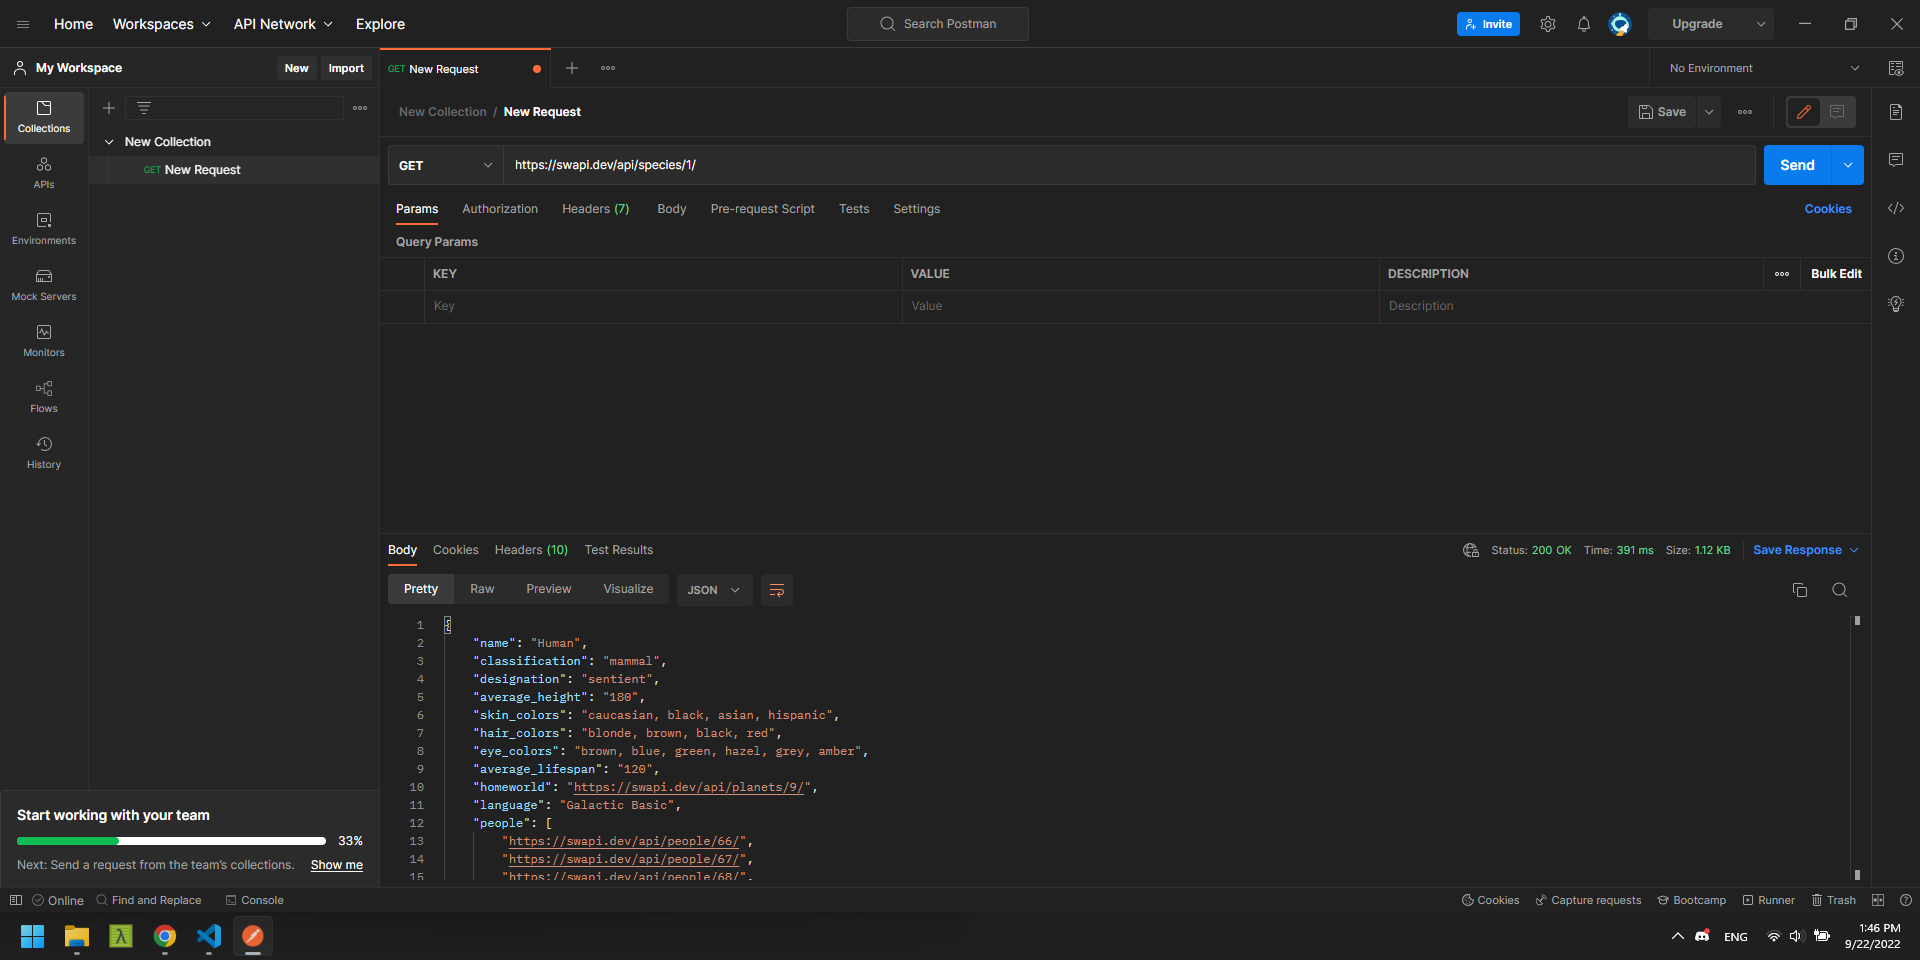 Home Workspaces API Network Explore Search Postman Invite Upgrade
My Workspace New Import
GET New Request No Environment
New Collection / New Request Save
Collections
APIs
Environments
Mock Servers
Monitors
Flows
History
New Collection
GET New Request
GET https://swapi.dev/api/species/1/ Send
Params Authorization Headers (7) Body Pre-request Script Tests Settings Cookies
Query Params
KEY VALUE DESCRIPTION Bulk Edit
Key Value Description
Body Cookies Headers (10) Test Results Status: 200 OK Time: 391 ms Size: 1.12 KB Save Response
Pretty Raw Preview Visualize JSON
1 {
2 "name": "Human",
3 "classification": "mammal",
4 "designation": "sentient",
5 "average_height": "180",
6 "skin_colors": "caucasian, black, asian, hispanic",
7 "hair_colors": "blonde, brown, black, red",
8 "eye_colors": "brown, blue, green, hazel, grey, amber",
9 "average_lifespan": "120",
10 "homeworld": "https://swapi.dev/api/planets/9/",
11 "language": "Galactic Basic",
12 "people": [
13 "https://swapi.dev/api/people/66/",
14 "https://swapi.dev/api/people/67/",
15 "https://swapi.dev/api/people/68/",
Start working with your team
33%
Next: Send a request from the team's collections. Show me
Online Find and Replace Console Cookies Capture requests Bootcamp Runner Trash
ENG 1:46 PM
9/22/2022